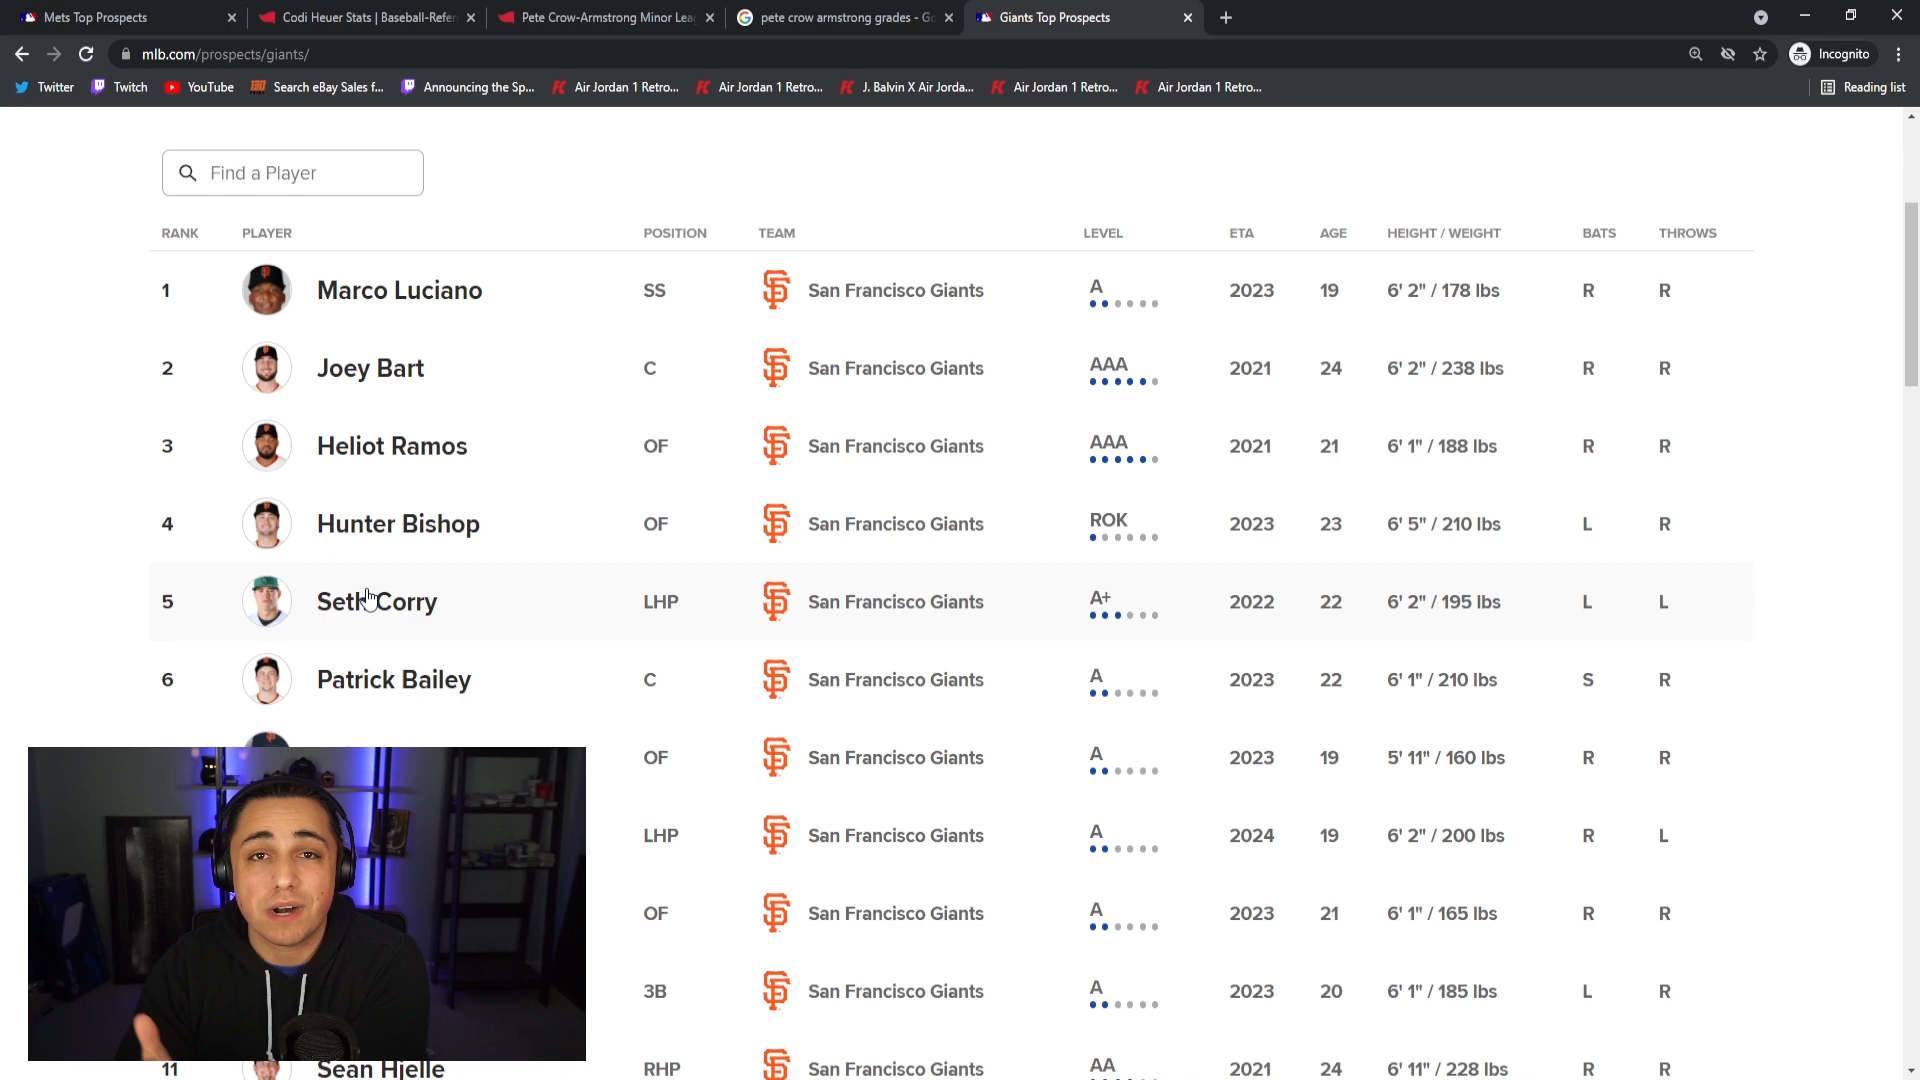 Mets Top Prospects
Codi Heuer Stats | Baseball-Refer
Pete Crow-Armstrong Minor Lea
pete crow armstrong grades - Go
Giants Top Prospects
mlb.com/prospects/giants/
Incognito
Twitter
Twitch
YouTube
Search eBay Sales f...
Announcing the Sp...
Air Jordan 1 Retro...
Air Jordan 1 Retro...
J. Balvin X Air Jorda...
Air Jordan 1 Retro...
Air Jordan 1 Retro...
Reading list
Find a Player
RANK PLAYER POSITION TEAM LEVEL ETA AGE HEIGHT / WEIGHT BATS THROWS
1 Marco Luciano SS San Francisco Giants A 2023 19 6' 2" / 178 lbs R R
2 Joey Bart C San Francisco Giants AAA 2021 24 6' 2" / 238 lbs R R
3 Heliot Ramos OF San Francisco Giants AAA 2021 21 6' 1" / 188 lbs R R
4 Hunter Bishop OF San Francisco Giants ROK 2023 23 6' 5" / 210 lbs L R
5 Seth Corry LHP San Francisco Giants A+ 2022 22 6' 2" / 195 lbs L L
6 Patrick Bailey C San Francisco Giants A 2023 22 6' 1" / 210 lbs S R
OF San Francisco Giants A 2023 19 5' 11" / 160 lbs R R
LHP San Francisco Giants A 2024 19 6' 2" / 200 lbs R L
OF San Francisco Giants A 2023 21 6' 1" / 165 lbs R R
3B San Francisco Giants A 2023 20 6' 1" / 185 lbs L R
11 Sean Hjelle RHP San Francisco Giants AA 2021 24 6' 11" / 228 lbs R R